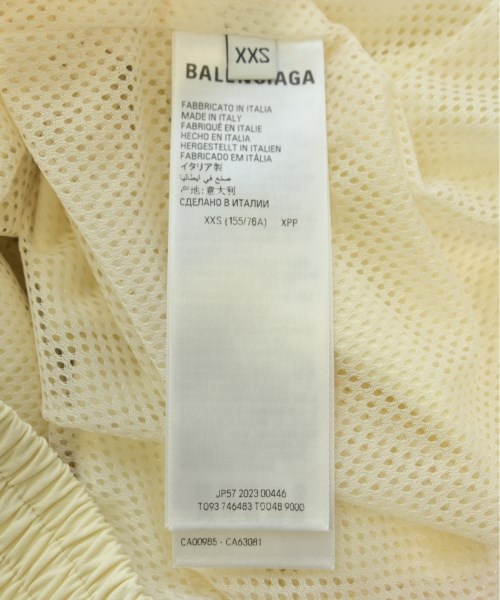 XXS
BALENCIAGA
FABBRICATO IN ITALIA
MADE IN ITALY
FABRIQUÉ EN ITALIE
HECHO EN ITALIA
HERGESTELLT IN ITALIEN
FABRICADO EM ITÁLIA
イタリア製
صنع في ايطاليا
产地: 意大利
СДЕЛАНО В ИТАЛИИ
XXS (155/76A) XPP
JP57 2023 00446
T093 746483 T0048 9000
CA00985 - CA63081